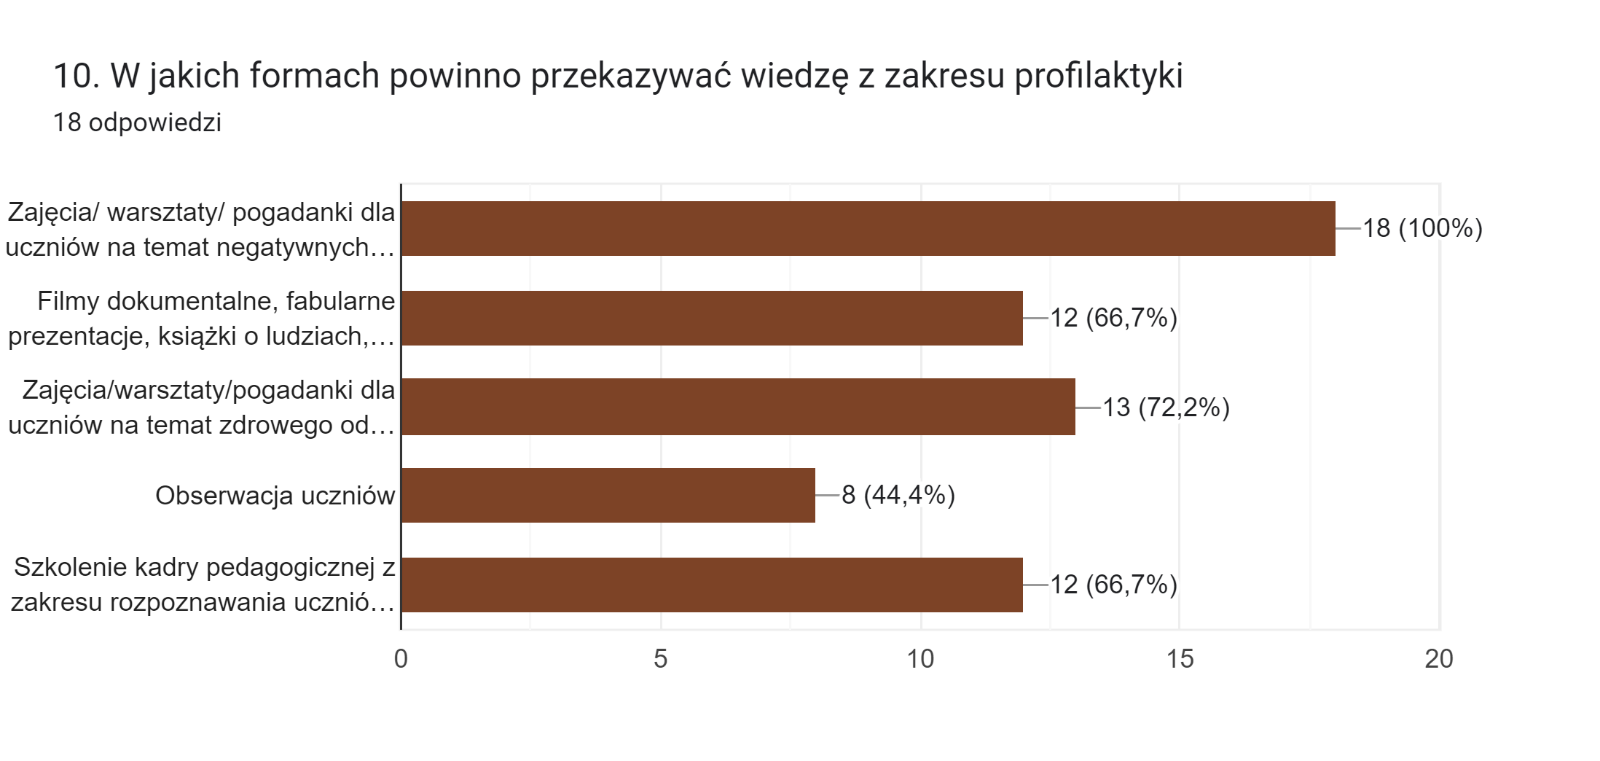 10. W jakich formach powinno przekazywać wiedzę z zakresu profilaktyki
18 odpowiedzi
Zajęcia/ warsztaty/ pogadanki dla
uczniów na temat negatywnych…
18 (100%)
Filmy dokumentalne, fabularne
prezentacje, książki o ludziach,…
12 (66,7%)
Zajęcia/warsztaty/pogadanki dla
uczniów na temat zdrowego od…
13 (72,2%)
Obserwacja uczniów
8 (44,4%)
Szkolenie kadry pedagogicznej z
zakresu rozpoznawania ucznió…
12 (66,7%)
0 5 10 15 20